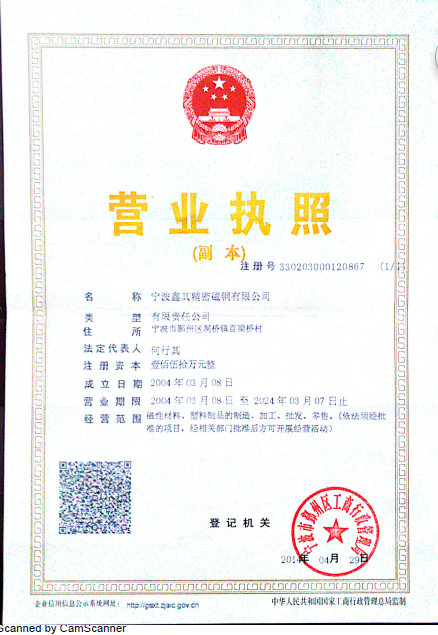 营业执照
(副 本)
注册号 330203000120867 (1/1)
名 称 宁波鑫其精密磁钢有限公司
类 型 有限责任公司
住 所 宁波市鄞州区洞桥镇百梁桥村
法定代表人 何行其
注册资本 壹佰伍拾万元整
成立日期 2004年03月08日
营业期限 2004年03月08日 至 2024年03月07日止
经营范围 磁性材料、塑料制品的制造、加工、批发、零售。(依法须经批
准的项目，经相关部门批准后方可开展经营活动)
登记机关
宁波市鄞州区工商行政管理局
2014年 04月 29日
企业信用信息公示系统网址： http://gsxt.zjaic.gov.cn
中华人民共和国国家工商行政管理总局监制
Scanned by CamScanner